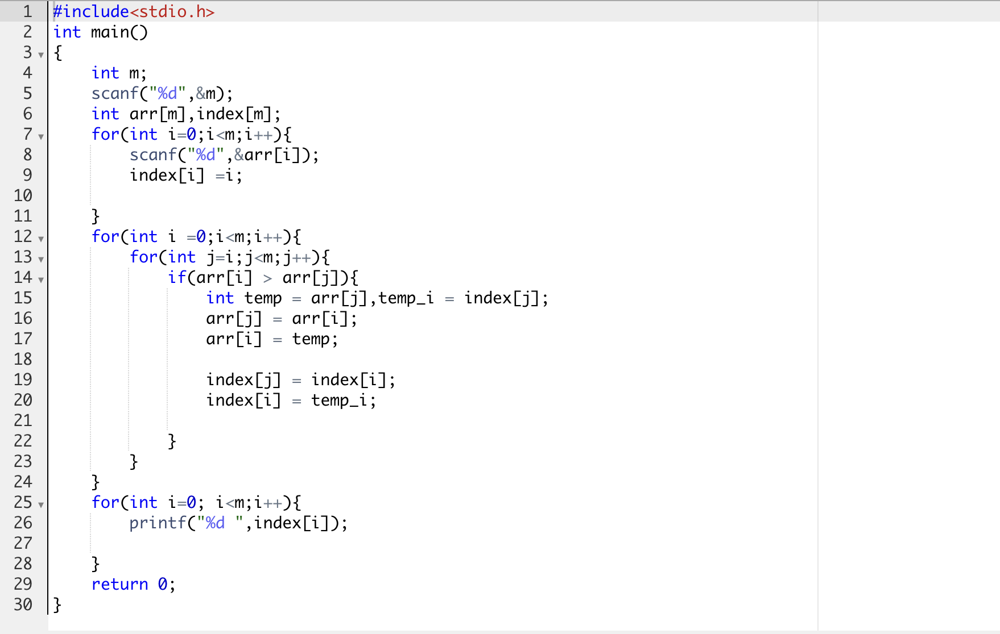 1 #include<stdio.h>
2 int main()
3 {
4     int m;
5     scanf("%d",&m);
6     int arr[m],index[m];
7     for(int i=0;i<m;i++){
8         scanf("%d",&arr[i]);
9         index[i] =i;
10
11     }
12     for(int i =0;i<m;i++){
13         for(int j=i;j<m;j++){
14             if(arr[i] > arr[j]){
15                 int temp = arr[j],temp_i = index[j];
16                 arr[j] = arr[i];
17                 arr[i] = temp;
18
19                 index[j] = index[i];
20                 index[i] = temp_i;
21
22             }
23         }
24     }
25     for(int i=0; i<m;i++){
26         printf("%d ",index[i]);
27
28     }
29     return 0;
30 }